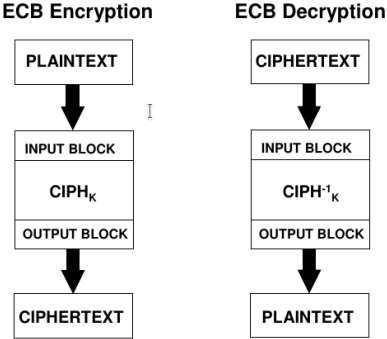 ECB Encryption
PLAINTEXT
INPUT BLOCK
CIPHK
OUTPUT BLOCK
CIPHERTEXT
ECB Decryption
CIPHERTEXT
INPUT BLOCK
CIPH-1K
OUTPUT BLOCK
PLAINTEXT